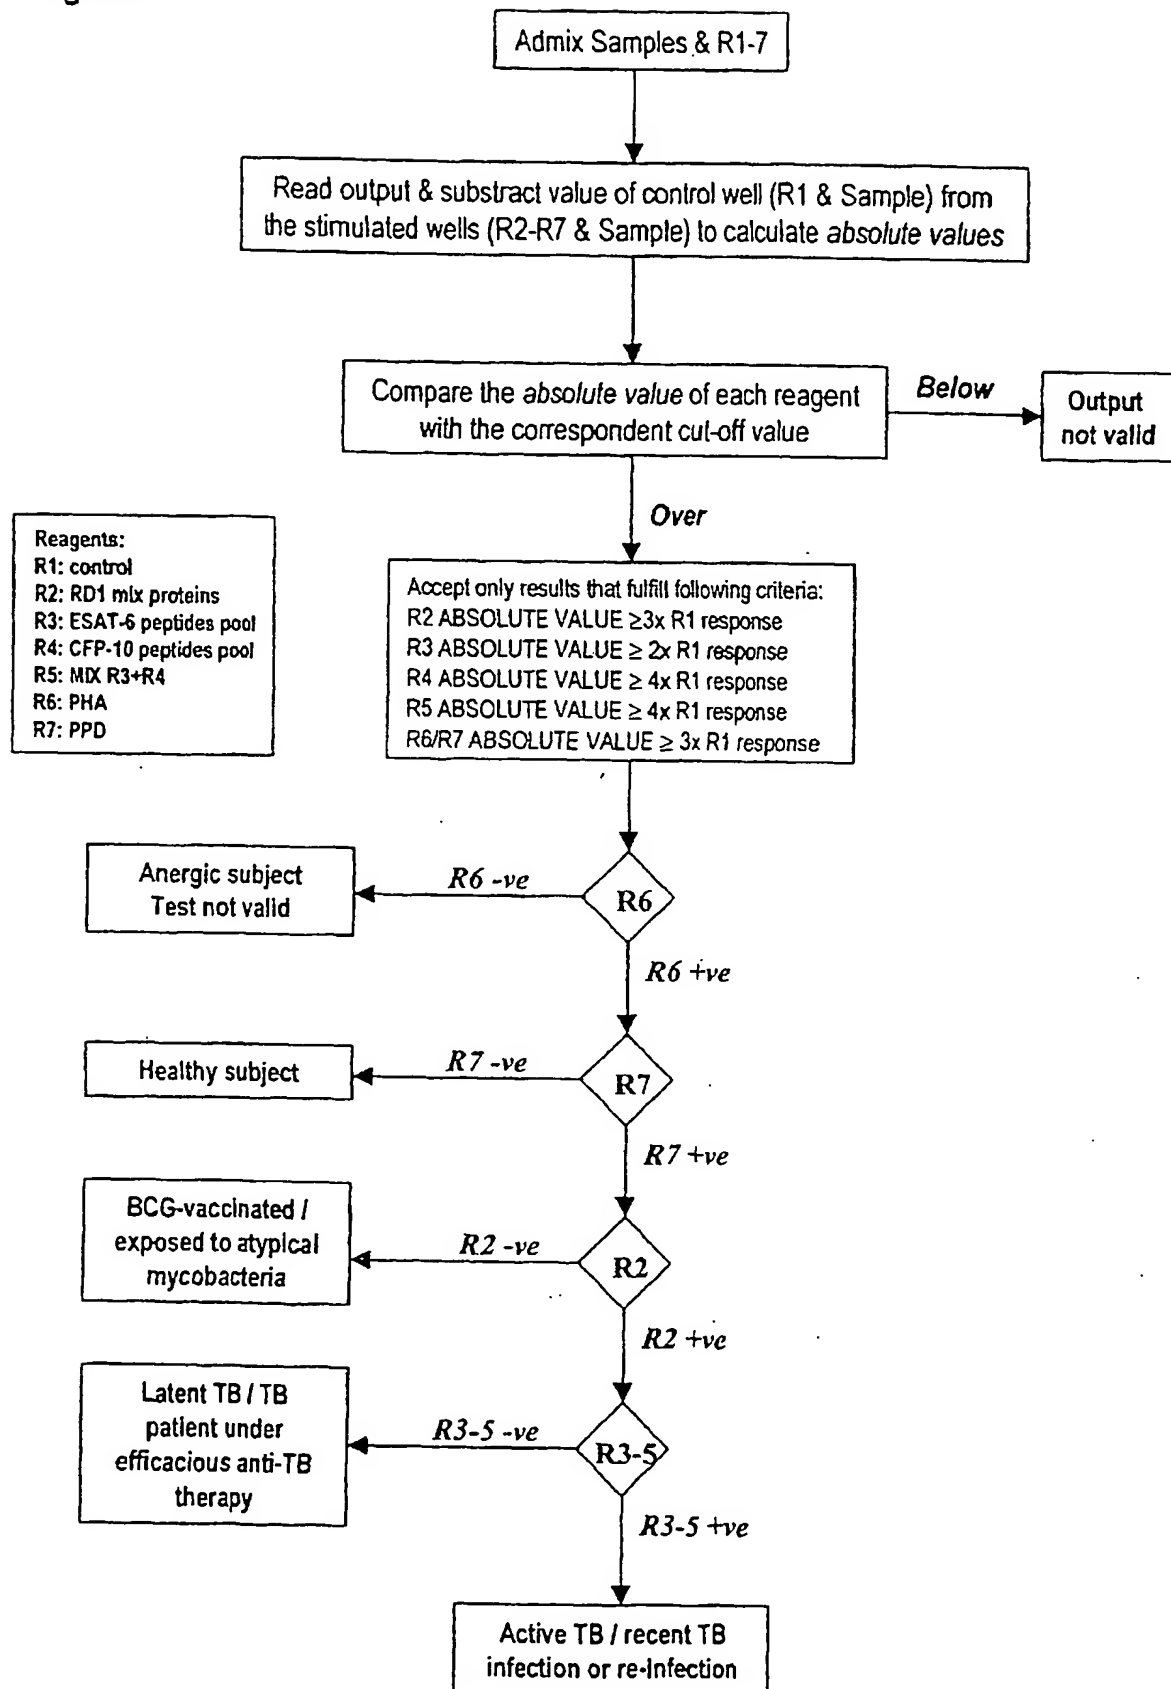 Admix Samples & R1-7
Read output & substract value of control well (R1 & Sample) from
the stimulated wells (R2-R7 & Sample) to calculate absolute values
Compare the absolute value of each reagent
with the correspondent cut-off value
Below
Output
not valid
Over
Reagents:
R1: control
R2: RD1 mix proteins
R3: ESAT-6 peptides pool
R4: CFP-10 peptides pool
R5: MIX R3+R4
R6: PHA
R7: PPD
Accept only results that fulfill following criteria:
R2 ABSOLUTE VALUE ≥3x R1 response
R3 ABSOLUTE VALUE ≥ 2x R1 response
R4 ABSOLUTE VALUE ≥ 4x R1 response
R5 ABSOLUTE VALUE ≥ 4x R1 response
R6/R7 ABSOLUTE VALUE ≥ 3x R1 response
Anergic subject
Test not valid
R6 -ve
R6
R6 +ve
Healthy subject
R7 -ve
R7
R7 +ve
BCG-vaccinated /
exposed to atypical
mycobacteria
R2 -ve
R2
R2 +ve
Latent TB / TB
patient under
efficacious anti-TB
therapy
R3-5 -ve
R3-5
R3-5 +ve
Active TB / recent TB
infection or re-Infection